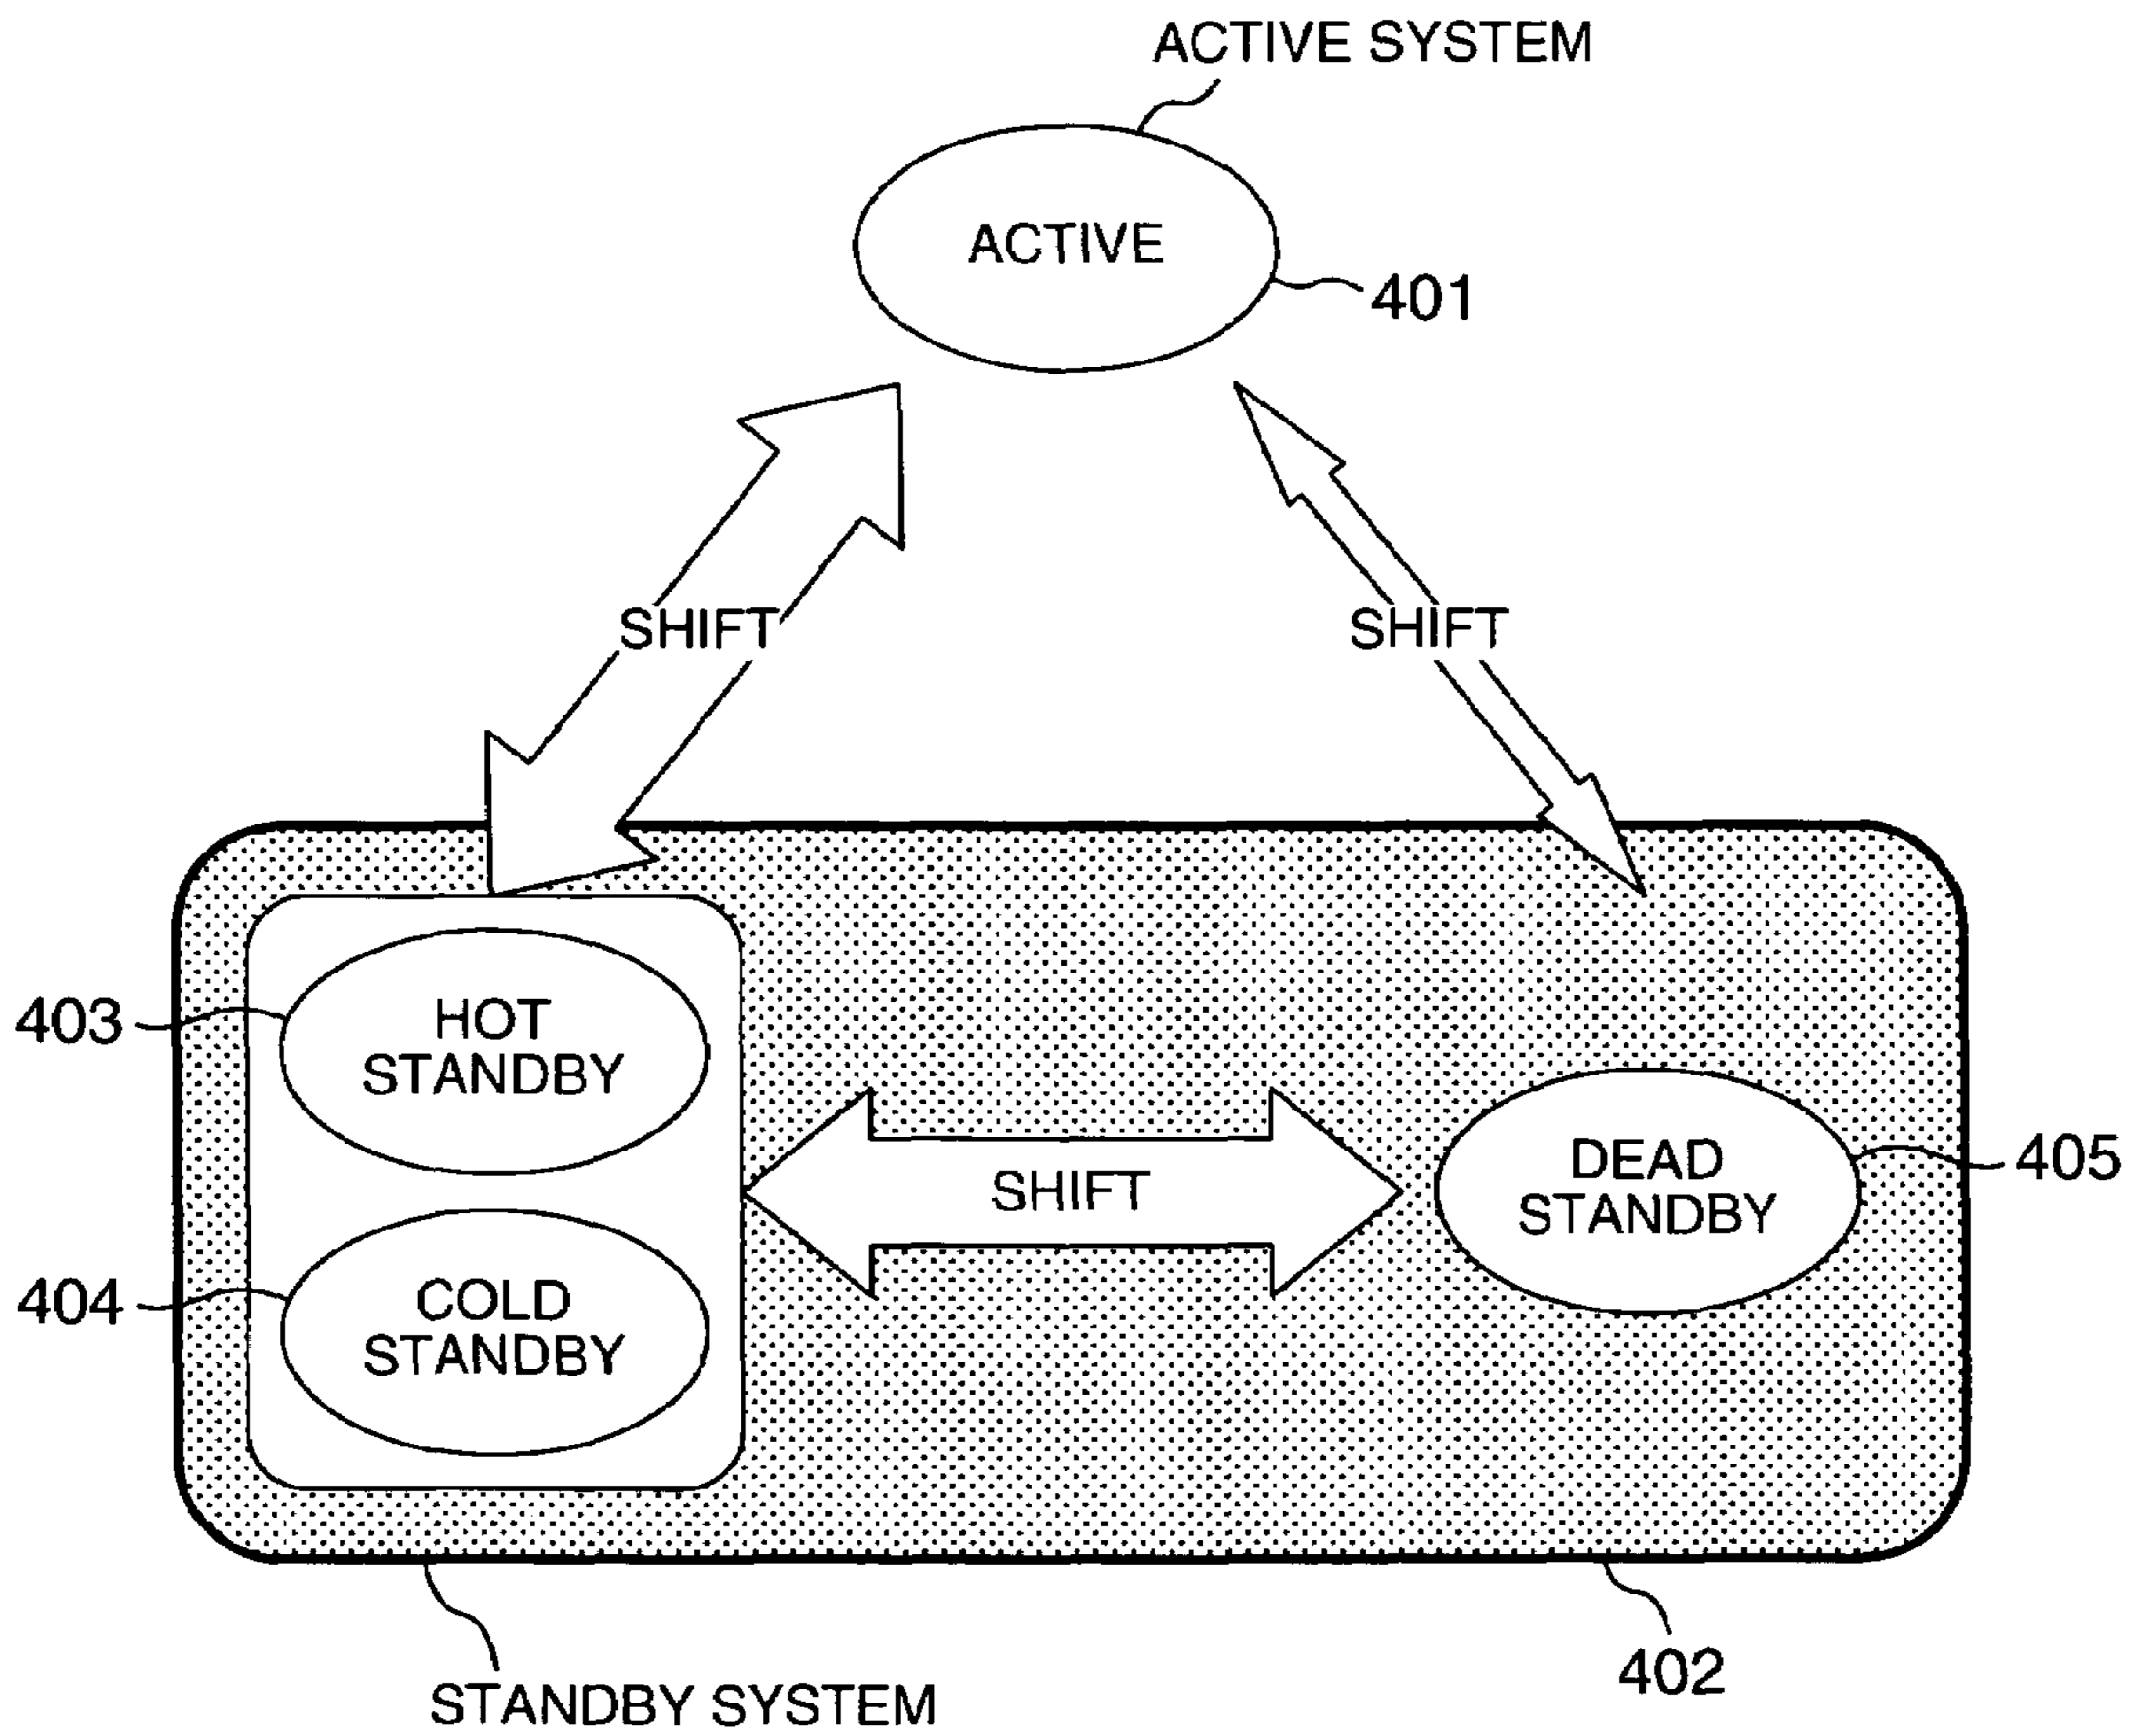 ACTIVE SYSTEM
ACTIVE
401
SHIFT
SHIFT
403
HOT
STANDBY
SHIFT
DEAD
STANDBY
405
404
COLD
STANDBY
402
STANDBY SYSTEM